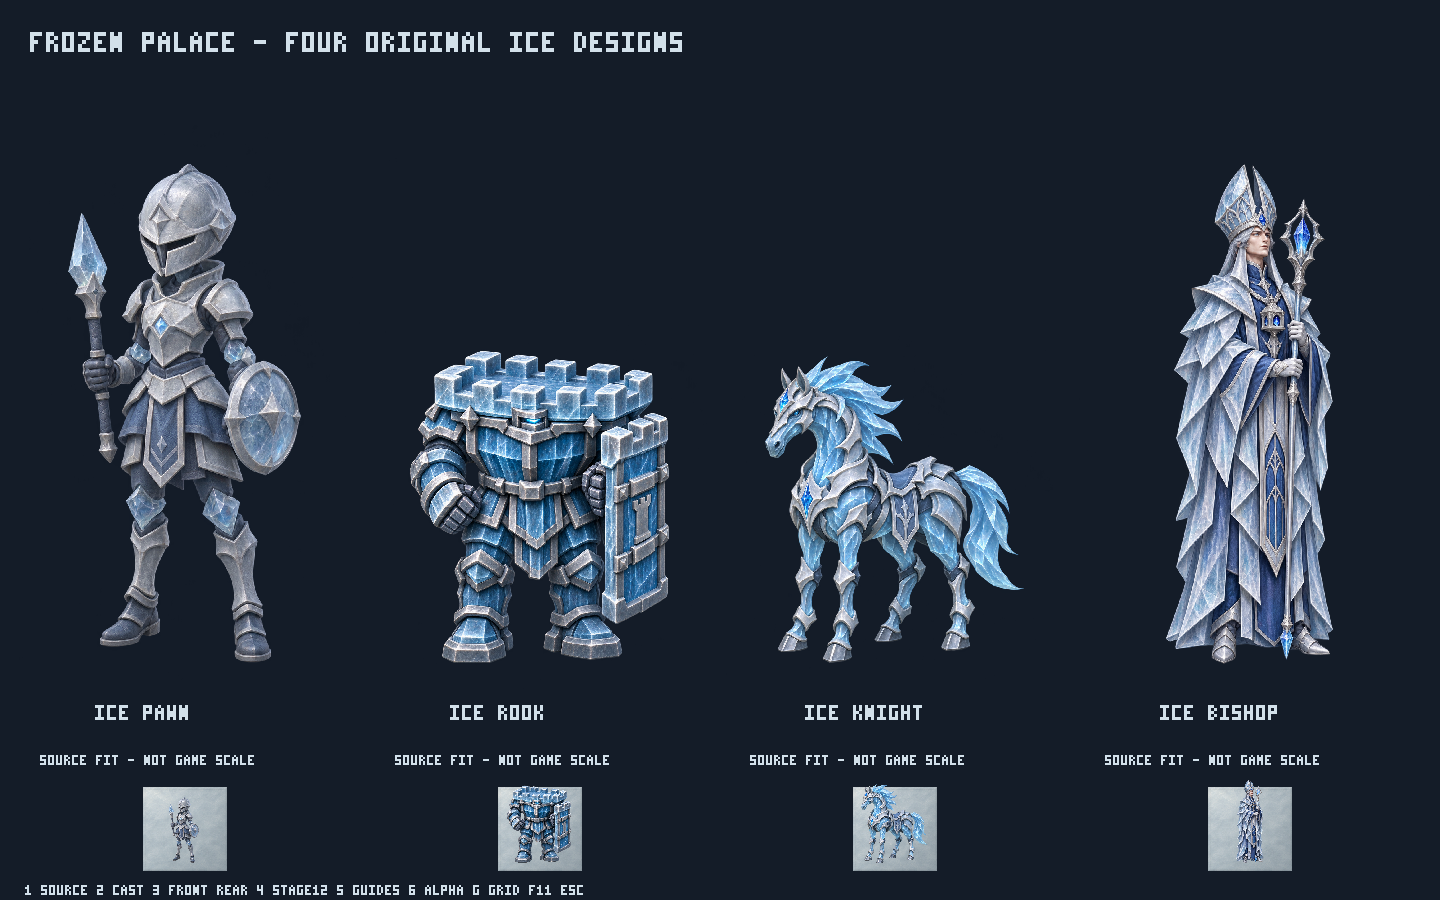 FROZEN PALACE - FOUR ORIGINAL ICE DESIGNS
ICE PAWN
ICE ROOK
ICE KNIGHT
ICE BISHOP
SOURCE FIT - NOT GAME SCALE
SOURCE FIT - NOT GAME SCALE
SOURCE FIT - NOT GAME SCALE
SOURCE FIT - NOT GAME SCALE
1 SOURCE 2 CAST 3 FRONT REAR 4 STAGE12 5 GUIDES 6 ALPHA G GRID F11 ESC